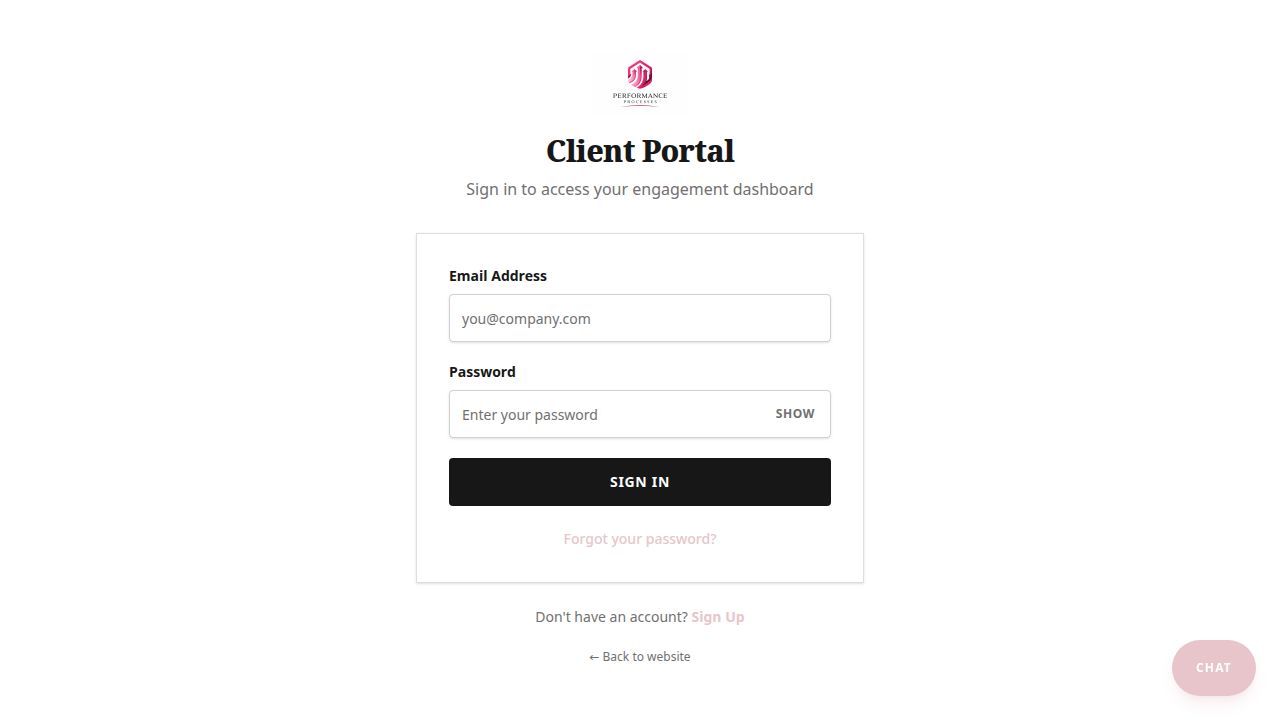 PERFORMANCE
PROCESSES
Client Portal
Sign in to access your engagement dashboard
Email Address
you@company.com
Password
Enter your password SHOW
SIGN IN
Forgot your password?
Don't have an account? Sign Up
← Back to website
CHAT